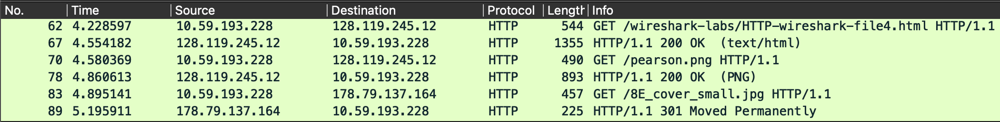 No. Time Source Destination Protocol Length Info
62 4.228597 10.59.193.228 128.119.245.12 HTTP 544 GET /wireshark-labs/HTTP-wireshark-file4.html HTTP/1.1
67 4.554182 128.119.245.12 10.59.193.228 HTTP 1355 HTTP/1.1 200 OK (text/html)
70 4.580369 10.59.193.228 128.119.245.12 HTTP 490 GET /pearson.png HTTP/1.1
78 4.860613 128.119.245.12 10.59.193.228 HTTP 893 HTTP/1.1 200 OK (PNG)
83 4.895141 10.59.193.228 178.79.137.164 HTTP 457 GET /8E_cover_small.jpg HTTP/1.1
89 5.195911 178.79.137.164 10.59.193.228 HTTP 225 HTTP/1.1 301 Moved Permanently